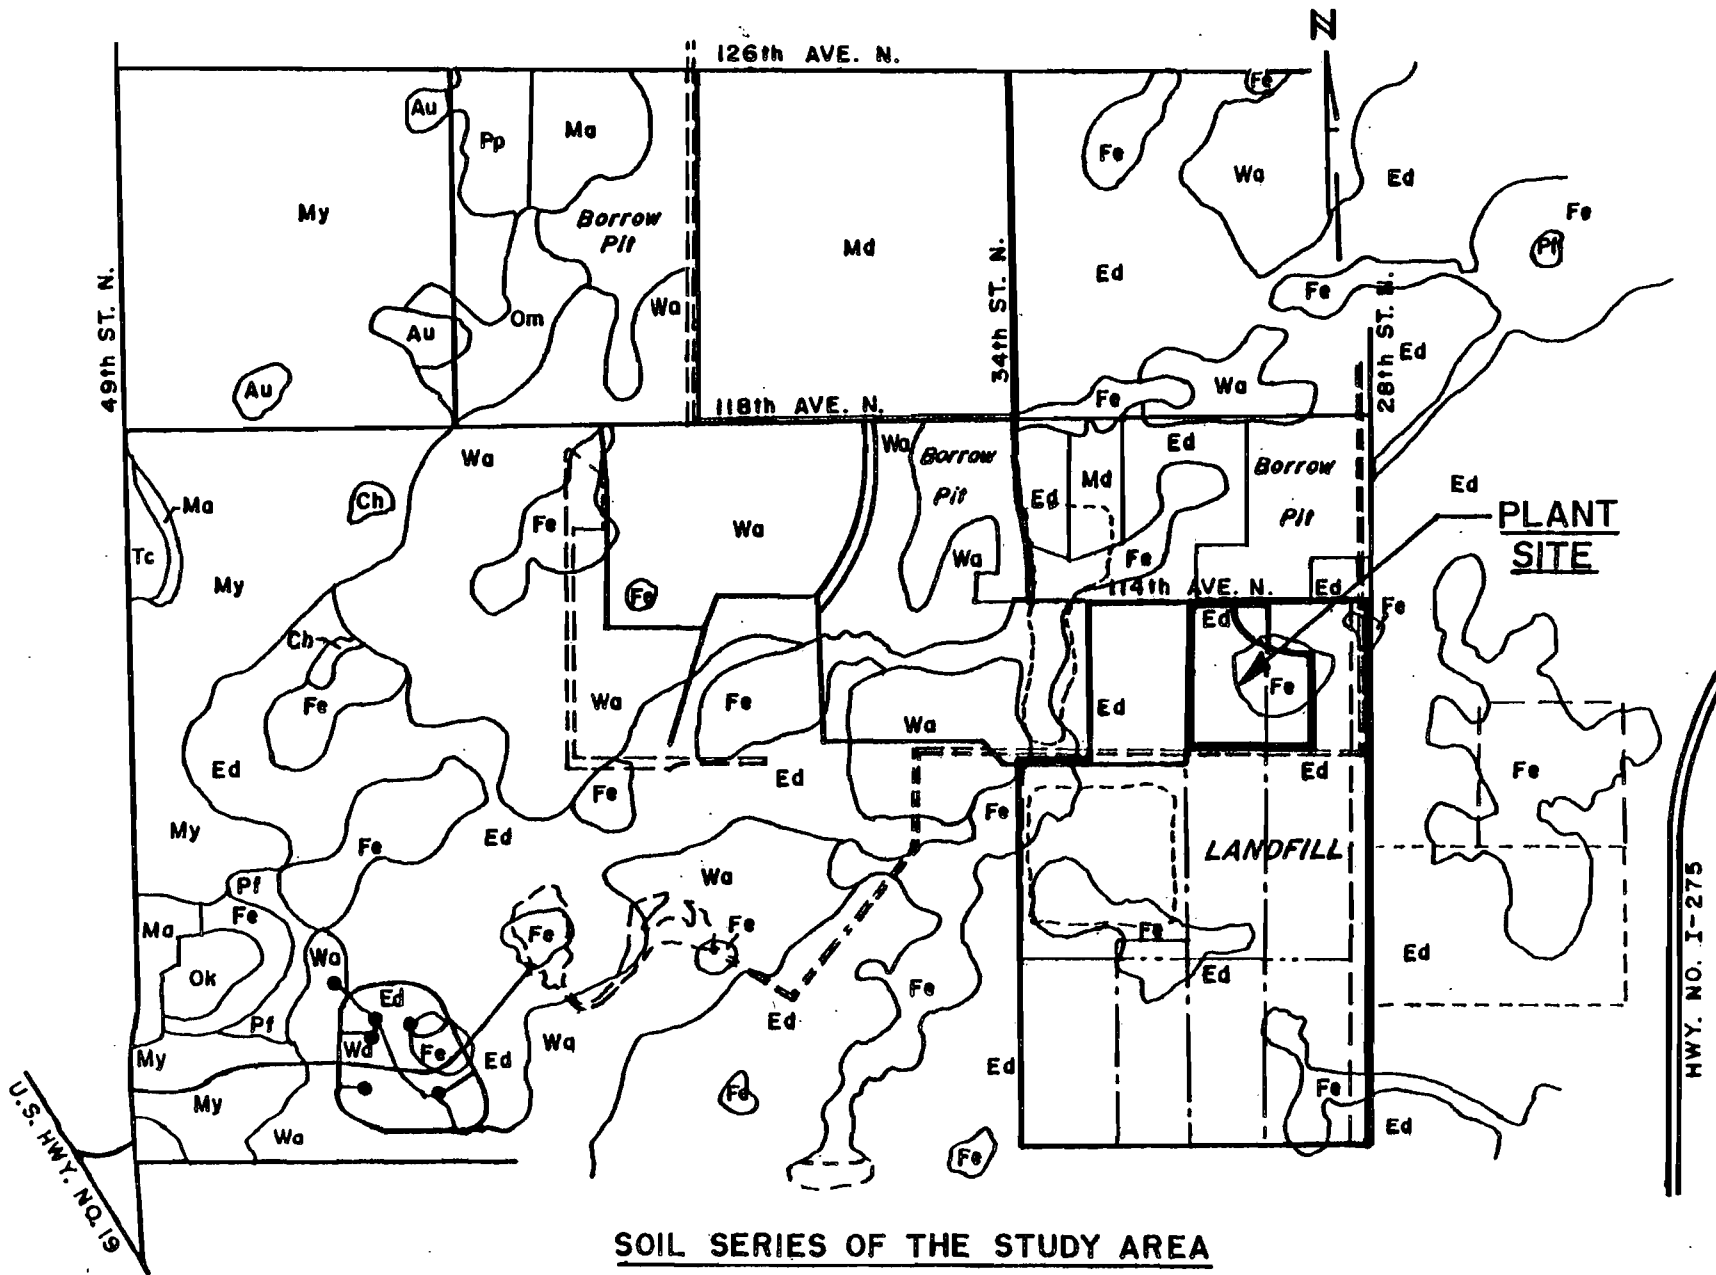 N
126th AVE. N.
Fe
Au
Pp
Ma
Fe
Wa
Ed
My
Borrow
Pit
Md
Fe
Pf
Ed
49th ST. N.
34th ST. N.
28th ST. N.
Fe
Au
Om
Wa
Ed
Au
118th AVE. N.
Fe
Wa
Wa
Wa
Borrow
Pit
Ed
Borrow
Pit
Ma
Ch
Fe
Wa
Ed
Md
Ed
PLANT
SITE
Tc
My
Fe
Wa
Fe
114th AVE. N.
Ed
Fe
Ch
Ed
Fe
Wa
Fe
Wa
Ed
Fe
Ed
Fe
Ed
Ed
Fe
My
Fe
Ed
Fe
LANDFILL
HWY. NO. I-275
Pf
Fe
Wa
Ma
Fe
Fe
Fe
Wa
Ok
Ed
Ed
Ed
Pf
Fe
Ed
My
Wa
Fe
Ed
Wa
Ed
My
Fe
Fe
Wa
Ed
Fe
U.S. HWY. NO. 19
SOIL SERIES OF THE STUDY AREA